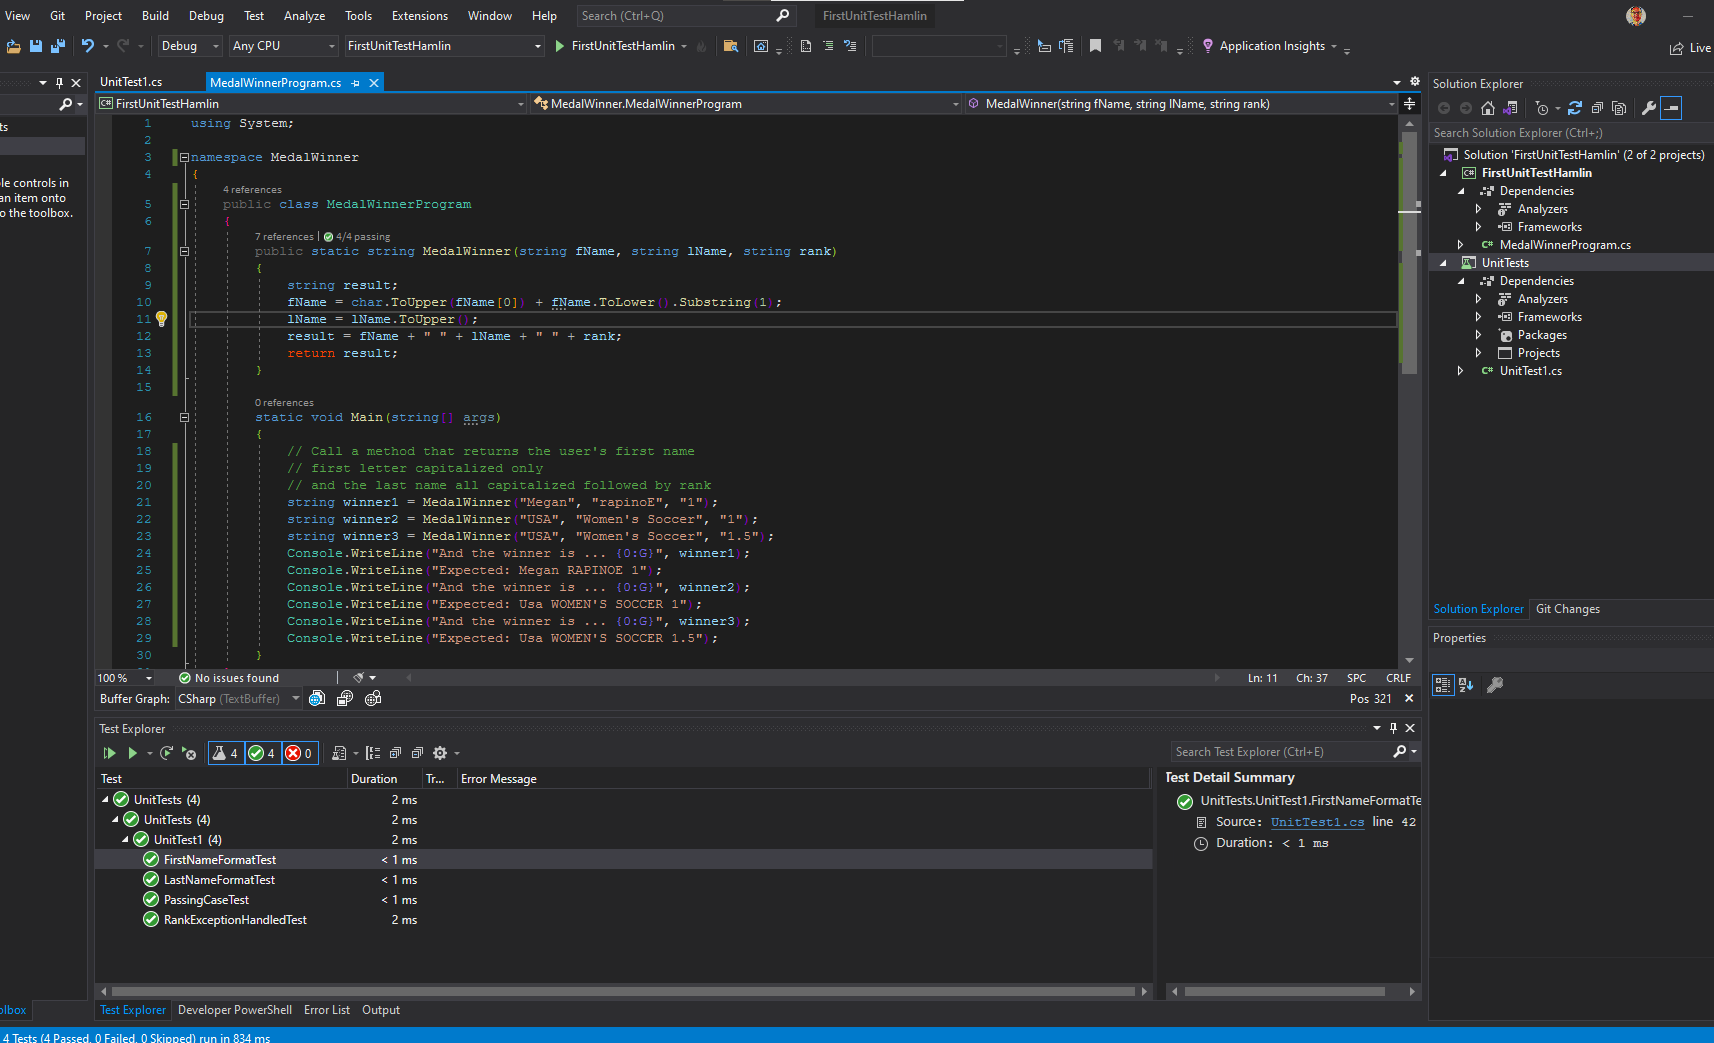 View Git Project Build Debug Test Analyze Tools Extensions Window Help Search (Ctrl+Q) FirstUnitTestHamlin
Debug Any CPU FirstUnitTestHamlin FirstUnitTestHamlin Application Insights Live
UnitTest1.cs MedalWinnerProgram.cs
C# FirstUnitTestHamlin MedalWinner.MedalWinnerProgram MedalWinner(string fName, string lName, string rank)
ts
le controls in
an item onto
o the toolbox.
1 using System;
2
3 namespace MedalWinner
4 {
4 references
5 public class MedalWinnerProgram
6 {
7 references | 4/4 passing
7 public static string MedalWinner(string fName, string lName, string rank)
8 {
9 string result;
10 fName = char.ToUpper(fName[0]) + fName.ToLower().Substring(1);
11 lName = lName.ToUpper();
12 result = fName + " " + lName + " " + rank;
13 return result;
14 }
15
0 references
16 static void Main(string[] args)
17 {
18 // Call a method that returns the user's first name
19 // first letter capitalized only
20 // and the last name all capitalized followed by rank
21 string winner1 = MedalWinner("Megan", "rapinoE", "1");
22 string winner2 = MedalWinner("USA", "Women's Soccer", "1");
23 string winner3 = MedalWinner("USA", "Women's Soccer", "1.5");
24 Console.WriteLine("And the winner is ... {0:G}", winner1);
25 Console.WriteLine("Expected: Megan RAPINOE 1");
26 Console.WriteLine("And the winner is ... {0:G}", winner2);
27 Console.WriteLine("Expected: Usa WOMEN'S SOCCER 1");
28 Console.WriteLine("And the winner is ... {0:G}", winner3);
29 Console.WriteLine("Expected: Usa WOMEN'S SOCCER 1.5");
30 }
100 % No issues found Ln: 11 Ch: 37 SPC CRLF
Buffer Graph: CSharp (TextBuffer) Pos 321
Solution Explorer
Search Solution Explorer (Ctrl+;)
Solution 'FirstUnitTestHamlin' (2 of 2 projects)
C# FirstUnitTestHamlin
Dependencies
Analyzers
Frameworks
C# MedalWinnerProgram.cs
UnitTests
Dependencies
Analyzers
Frameworks
Packages
Projects
C# UnitTest1.cs
Solution Explorer Git Changes
Properties
Test Explorer
4 4 0 Search Test Explorer (Ctrl+E)
Test Duration Tr... Error Message
UnitTests (4) 2 ms
UnitTests (4) 2 ms
UnitTest1 (4) 2 ms
FirstNameFormatTest < 1 ms
LastNameFormatTest < 1 ms
PassingCaseTest < 1 ms
RankExceptionHandledTest 2 ms
Test Detail Summary
UnitTests.UnitTest1.FirstNameFormatTe
Source: UnitTest1.cs line 42
Duration: < 1 ms
olbox Test Explorer Developer PowerShell Error List Output
4 Tests (4 Passed, 0 Failed, 0 Skipped) run in 834 ms